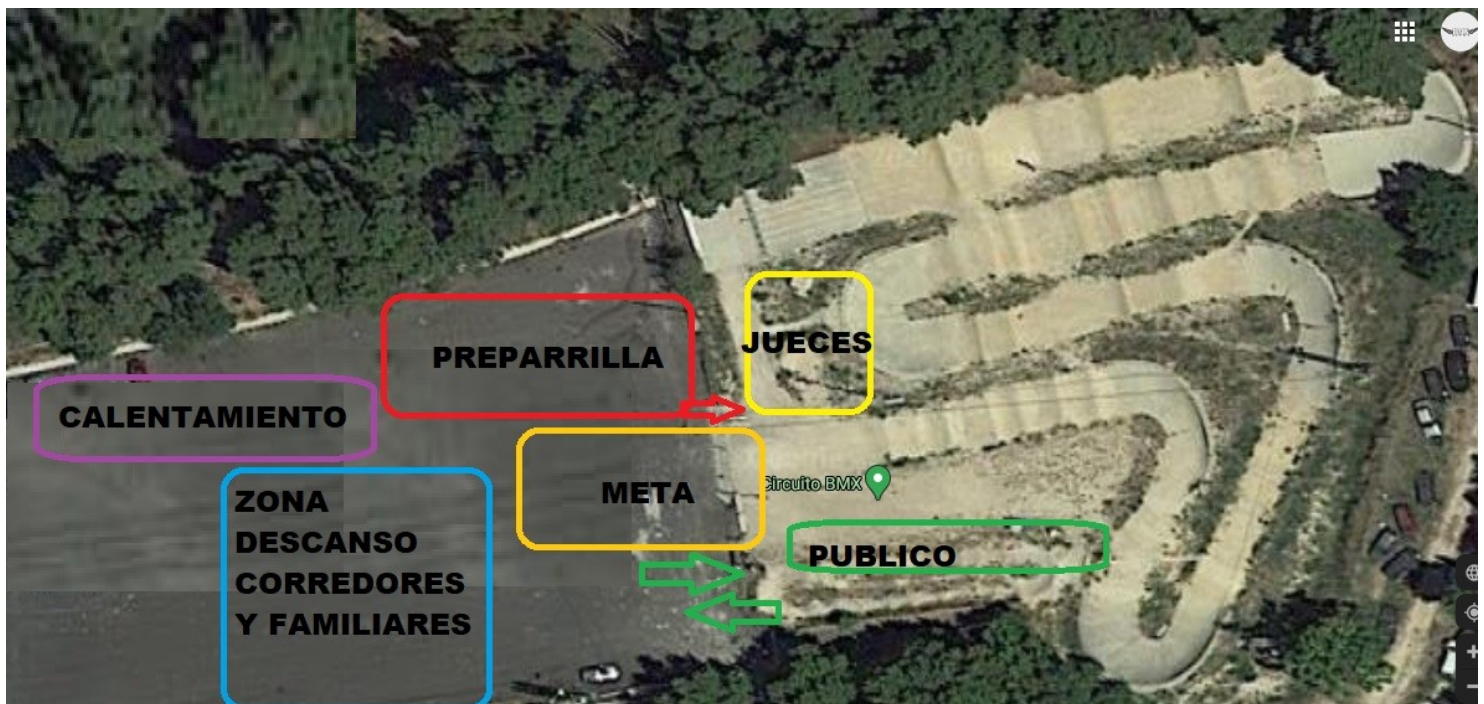 PREPARRILLA
JUECES
CALENTAMIENTO
META
Circuito BMX
ZONA
DESCANSO
CORREDORES
Y FAMILIARES
PUBLICO